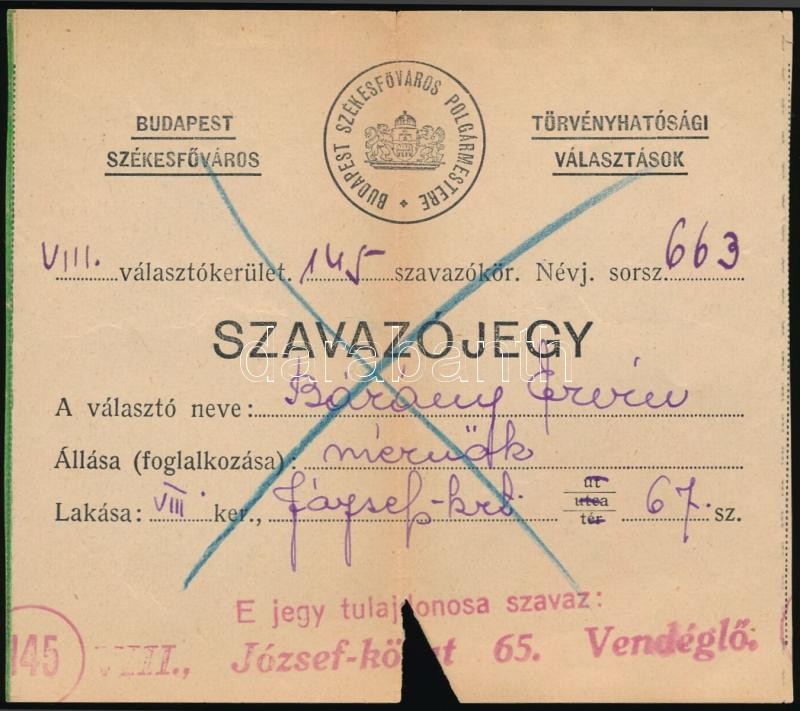 BUDAPEST SZÉKESFŐVÁROS POLGÁRMESTERE
BUDAPEST
SZÉKESFŐVÁROS
TÖRVÉNYHATÓSÁGI
VÁLASZTÁSOK
VIII. választókerület. 145 szavazókör. Névj. sorsz. 663
SZAVAZÓJEGY
darabanth
A választó neve: Bárány Ervin
Állása (foglalkozása): mérnök
Lakása: VIII. ker., József-krt. út utca tér 67. sz.
E jegy tulajdonosa szavaz:
145 VIII., József-körút 65. Vendéglő.